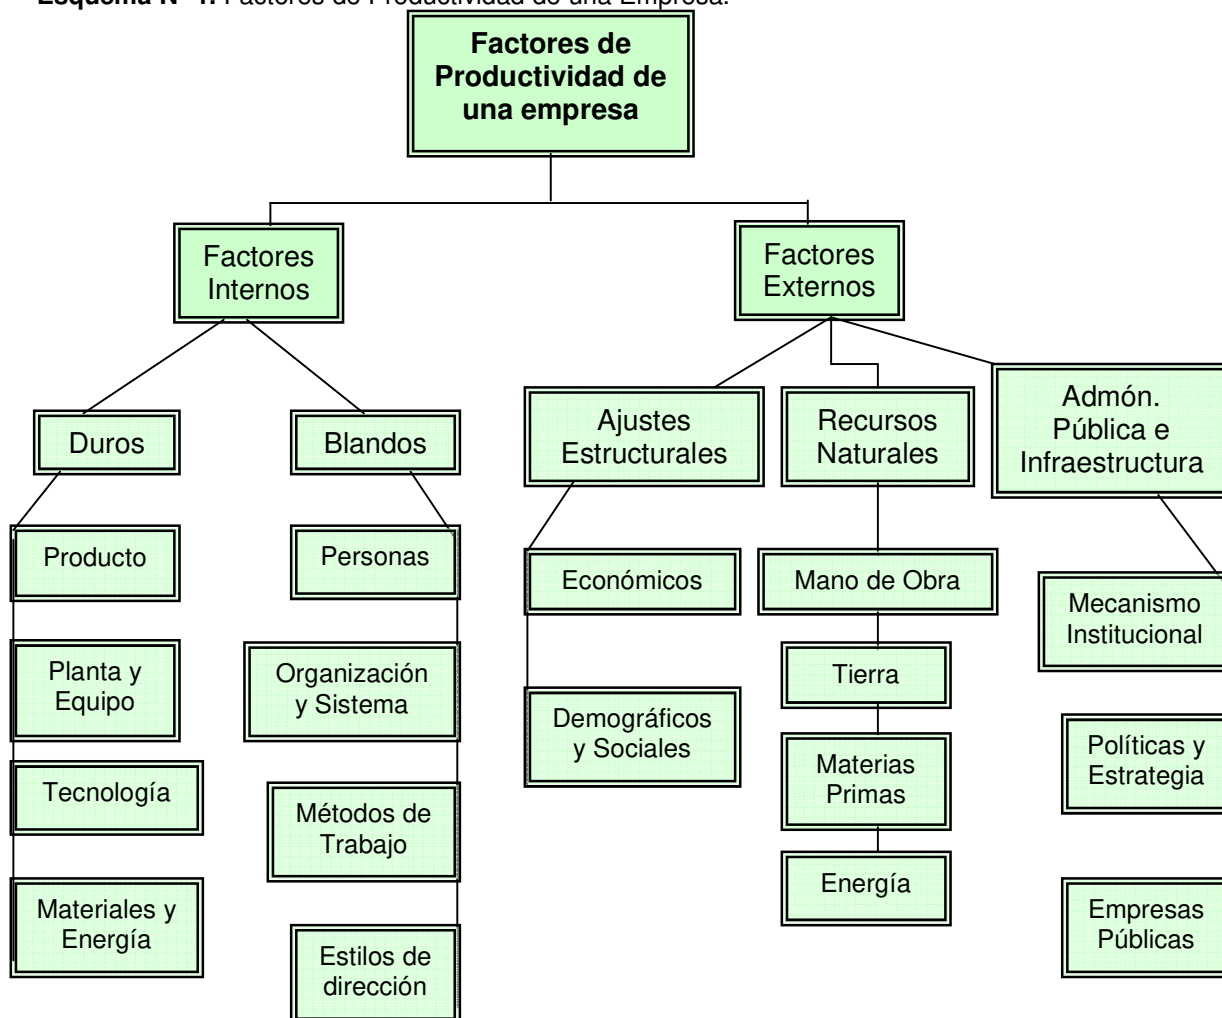 Esquema N° 1. Factores de Productividad de una Empresa.
Factores de
Productividad de
una empresa
Factores
Internos
Factores
Externos
Duros
Blandos
Ajustes
Estructurales
Recursos
Naturales
Admón.
Pública e
Infraestructura
Producto
Planta y
Equipo
Tecnología
Materiales y
Energía
Personas
Organización
y Sistema
Métodos de
Trabajo
Estilos de
dirección
Económicos
Demográficos
y Sociales
Mano de Obra
Tierra
Materias
Primas
Energía
Mecanismo
Institucional
Políticas y
Estrategia
Empresas
Públicas